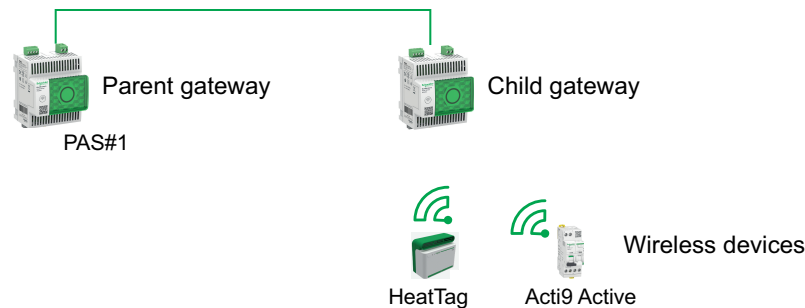 Parent gateway
Child gateway
PAS#1
Wireless devices
HeatTag
Acti9 Active